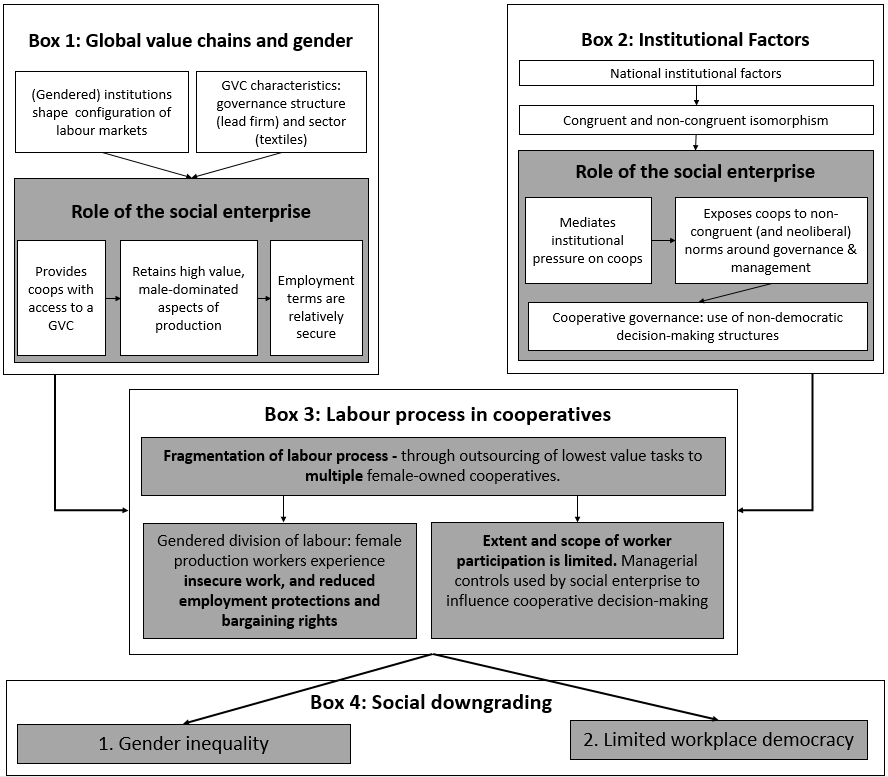 Box 1: Global value chains and gender
(Gendered) institutions
shape configuration of
labour markets
GVC characteristics:
governance structure
(lead firm) and sector
(textiles)
Role of the social enterprise
Provides
coops with
access to a
GVC
Retains high value,
male-dominated
aspects of
production
Employment
terms are
relatively
secure
Box 2: Institutional Factors
National institutional factors
Congruent and non-congruent isomorphism
Role of the social enterprise
Mediates
institutional
pressure on coops
Exposes coops to non-
congruent (and neoliberal)
norms around governance &
management
Cooperative governance: use of non-democratic
decision-making structures
Box 3: Labour process in cooperatives
Fragmentation of labour process - through outsourcing of lowest value tasks to
multiple female-owned cooperatives.
Gendered division of labour: female
production workers experience
insecure work, and reduced
employment protections and
bargaining rights
Extent and scope of worker
participation is limited. Managerial
controls used by social enterprise to
influence cooperative decision-making
Box 4: Social downgrading
1. Gender inequality
2. Limited workplace democracy